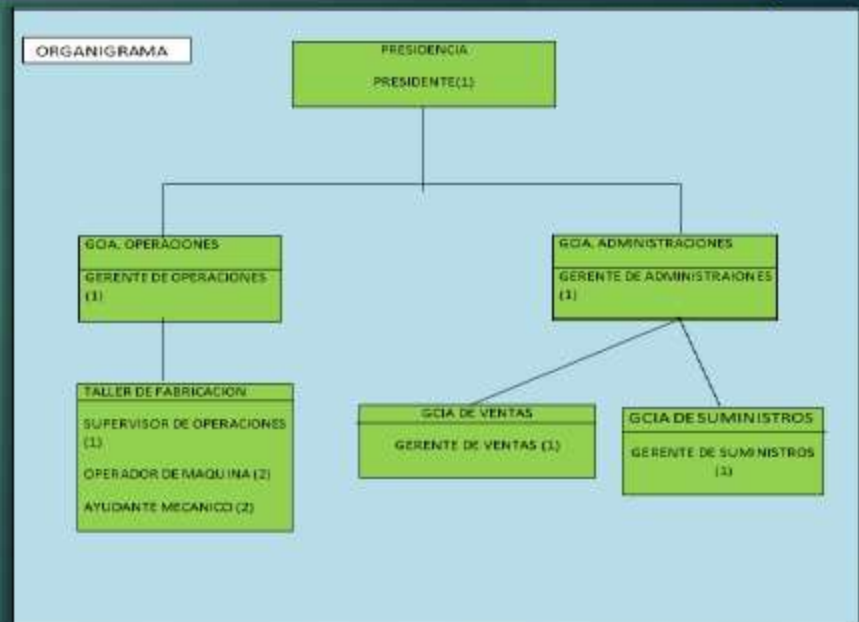 ORGANIGRAMA
PRESIDENCIA
PRESIDENTE(1)
GCIA. OPERACIONES
GERENTE DE OPERACIONES
(1)
GCIA. ADMINISTRACIONES
GERENTE DE ADMINISTRAIONES
(1)
TALLER DE FABRICACION
SUPERVISOR DE OPERACIONES
(1)
OPERADOR DE MAQUINA (2)
AYUDANTE MECANICO (2)
GCIA DE VENTAS
GERENTE DE VENTAS (1)
GCIA DE SUMINISTROS
GERENTE DE SUMINISTROS
(1)